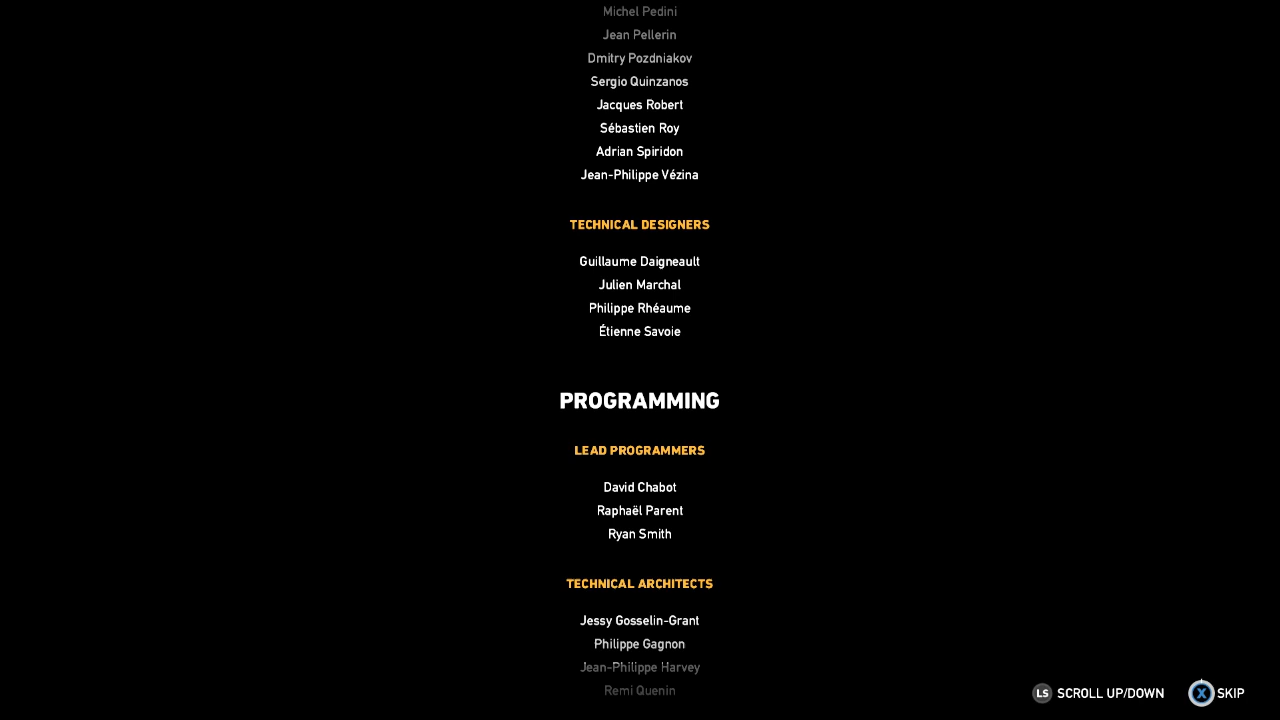 Michel Pedini
Jean Pellerin
Dmitry Pozdniakov
Sergio Quinzanos
Jacques Robert
Sébastien Roy
Adrian Spiridon
Jean-Philippe Vézina
TECHNICAL DESIGNERS
Guillaume Daigneault
Julien Marchal
Philippe Rhéaume
Étienne Savoie
PROGRAMMING
LEAD PROGRAMMERS
David Chabot
Raphaël Parent
Ryan Smith
TECHNICAL ARCHITECTS
Jessy Gosselin-Grant
Philippe Gagnon
Jean-Philippe Harvey
Remi Quenin
LS SCROLL UP/DOWN X SKIP